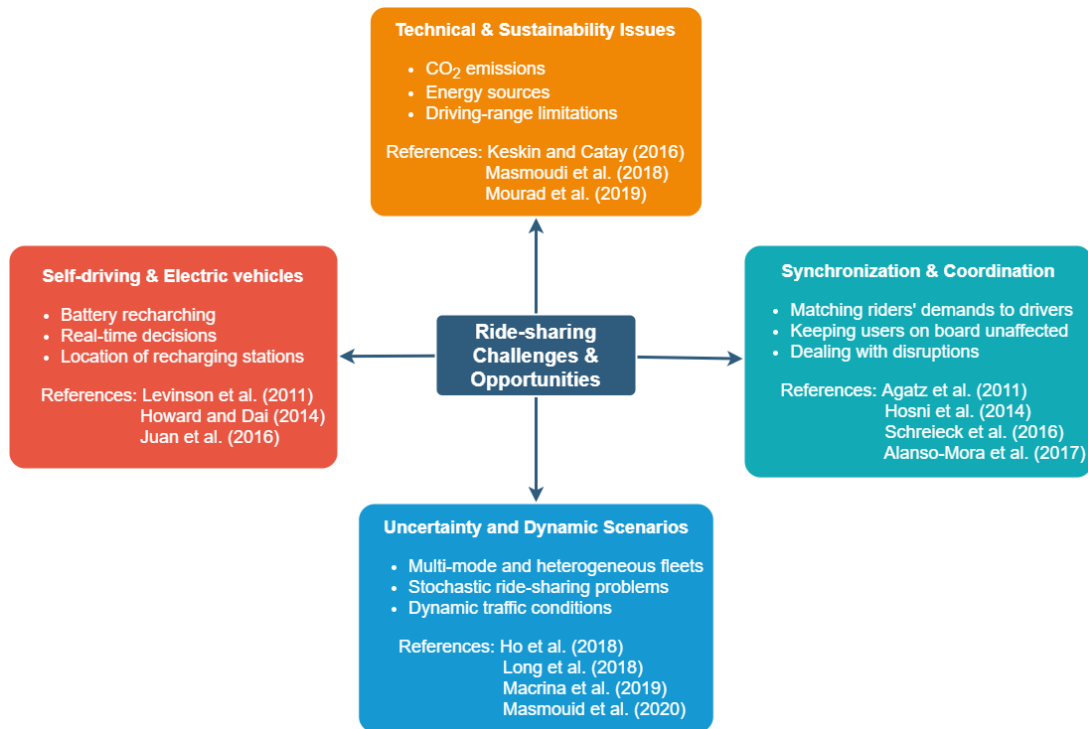 Technical & Sustainability Issues
• CO₂ emissions
• Energy sources
• Driving-range limitations
References: Keskin and Catay (2016)
Masmoudi et al. (2018)
Mourad et al. (2019)
Self-driving & Electric vehicles
• Battery recharching
• Real-time decisions
• Location of recharging stations
References: Levinson et al. (2011)
Howard and Dai (2014)
Juan et al. (2016)
Ride-sharing
Challenges &
Opportunities
Synchronization & Coordination
• Matching riders' demands to drivers
• Keeping users on board unaffected
• Dealing with disruptions
References: Agatz et al. (2011)
Hosni et al. (2014)
Schreieck et al. (2016)
Alanso-Mora et al. (2017)
Uncertainty and Dynamic Scenarios
• Multi-mode and heterogeneous fleets
• Stochastic ride-sharing problems
• Dynamic traffic conditions
References: Ho et al. (2018)
Long et al. (2018)
Macrina et al. (2019)
Masmouid et al. (2020)